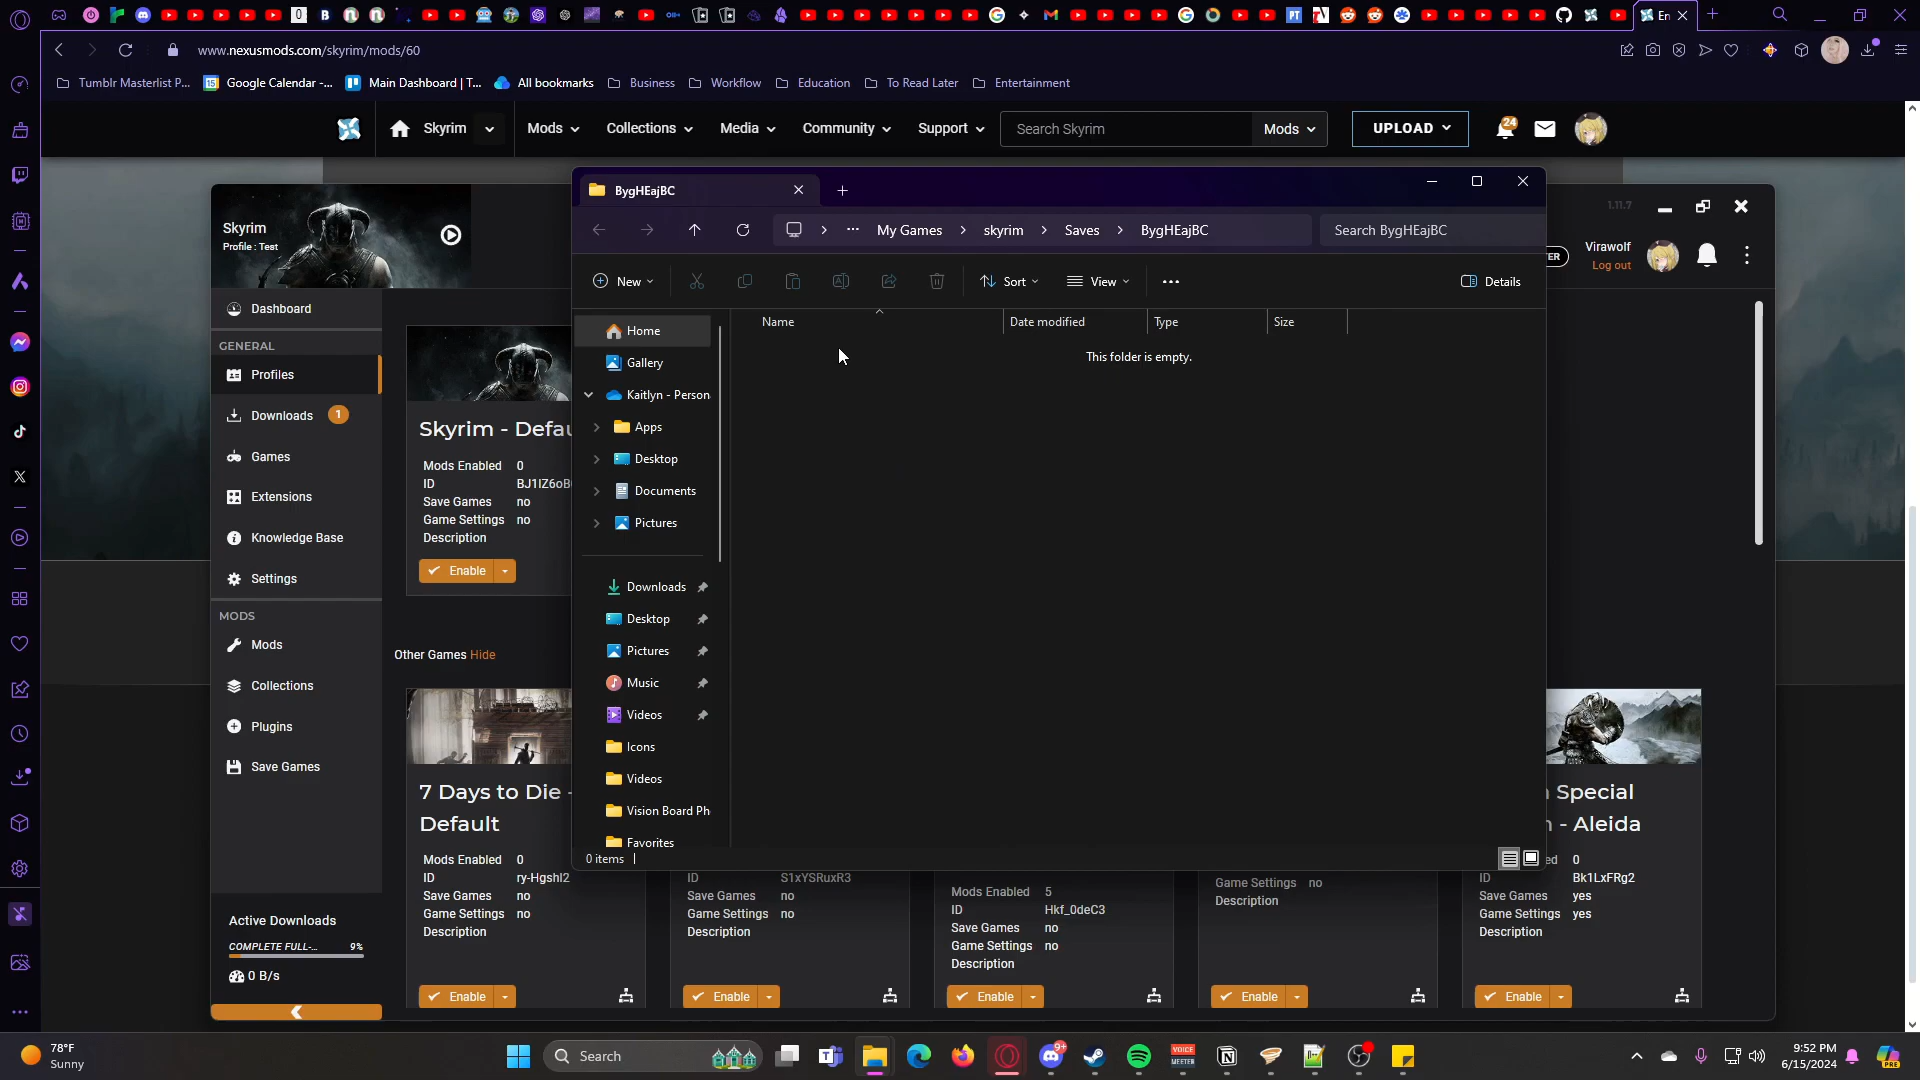 En
www.nexusmods.com/skyrim/mods/60
Tumblr Masterlist P... Google Calendar -... Main Dashboard | T... All bookmarks Business Workflow Education To Read Later Entertainment
Skyrim Mods Collections Media Community Support Search Skyrim Mods UPLOAD 24
BygHEajBC
My Games > skyrim > Saves > BygHEajBC Search BygHEajBC
New Sort View Details
Name Date modified Type Size
This folder is empty.
Home
Gallery
Kaitlyn - Person
Apps
Desktop
Documents
Pictures
Downloads
Desktop
Pictures
Music
Videos
Icons
Videos
Vision Board Ph
Favorites
0 items
1.11.7
Virawolf
Log out
Skyrim
Profile : Test
Dashboard
GENERAL
Profiles
Downloads 1
Games
Extensions
Knowledge Base
Settings
MODS
Mods
Collections
Plugins
Save Games
Active Downloads
COMPLETE FULL-... 9%
0 B/s
Skyrim - Defau
Mods Enabled 0
ID BJ1IZ6oB
Save Games no
Game Settings no
Description
Enable
Other Games Hide
7 Days to Die -
Default
Mods Enabled 0
ID ry-Hgshl2
Save Games no
Game Settings no
Description
Enable
ID S1xYSRuxR3
Save Games no
Game Settings no
Description
Enable
Mods Enabled 5
ID Hkf_0deC3
Save Games no
Game Settings no
Description
Enable
Game Settings no
Description
Enable
Special
- Aleida
ed 0
ID Bk1LxFRg2
Save Games yes
Game Settings yes
Description
Enable
78°F
Sunny
Search
9:52 PM
6/15/2024